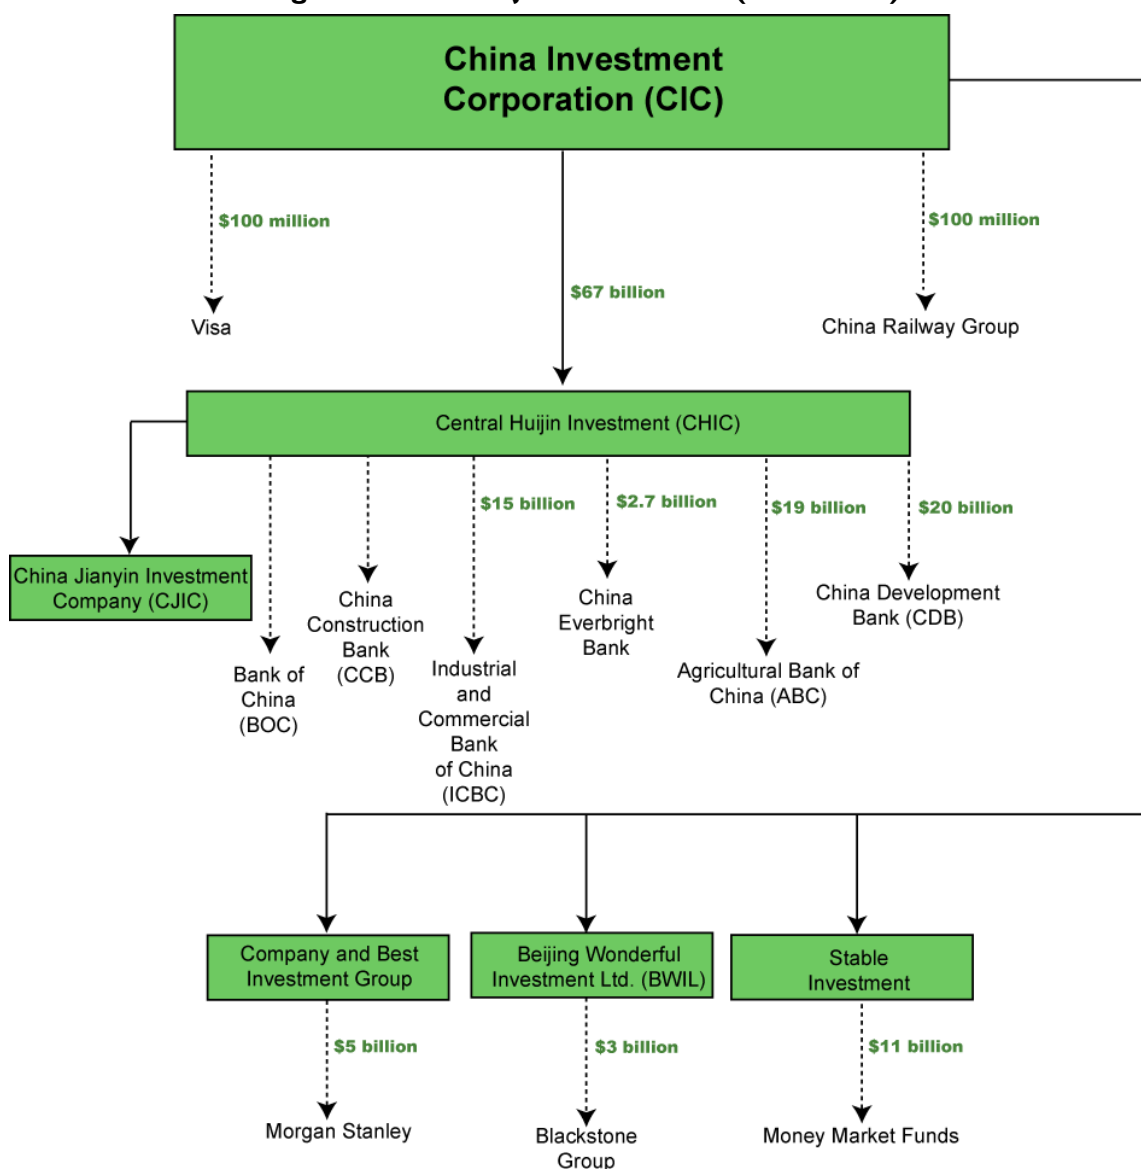 China Investment
Corporation (CIC)
$100 million
$100 million
$67 billion
Visa
China Railway Group
Central Huijin Investment (CHIC)
$15 billion
$2.7 billion
$19 billion
$20 billion
China Jianyin Investment
Company (CJIC)
Bank of
China
(BOC)
China
Construction
Bank
(CCB)
Industrial
and
Commercial
Bank
of China
(ICBC)
China
Everbright
Bank
Agricultural Bank of
China (ABC)
China Development
Bank (CDB)
Company and Best
Investment Group
Beijing Wonderful
Investment Ltd. (BWIL)
Stable
Investment
$5 billion
$3 billion
$11 billion
Morgan Stanley
Blackstone
Group
Money Market Funds